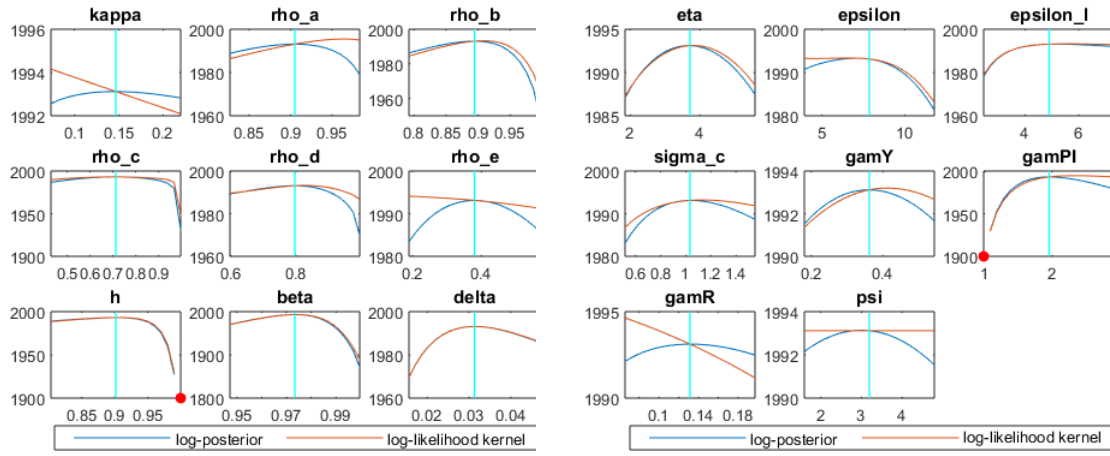 kappa
1996
1994
1992
0.1 0.15 0.2
rho_a
2000
1980
1960
0.85 0.9 0.95
rho_b
2000
1980
1960
0.8 0.85 0.9 0.95
eta
1995
1990
1985
2 4
epsilon
2000
1990
1980
5 10
epsilon_l
2000
1980
1960
4 6
rho_c
2000
1950
1900
0.5 0.6 0.7 0.8 0.9
rho_d
2000
1980
1960
0.6 0.8
rho_e
2000
1990
1980
0.2 0.4
sigma_c
2000
1990
1980
0.6 0.8 1 1.2 1.4
gamY
1994
1992
1990
0.2 0.4
gamPI
2000
1950
1900
1 2
h
2000
1950
1900
0.85 0.9 0.95
beta
2000
1900
1800
0.95 0.97 0.99
delta
2000
1980
1960
0.02 0.03 0.04
gamR
1995
1990
0.1 0.14 0.18
psi
1994
1992
1990
2 3 4
log-posterior log-likelihood kernel
log-posterior log-likelihood kernel